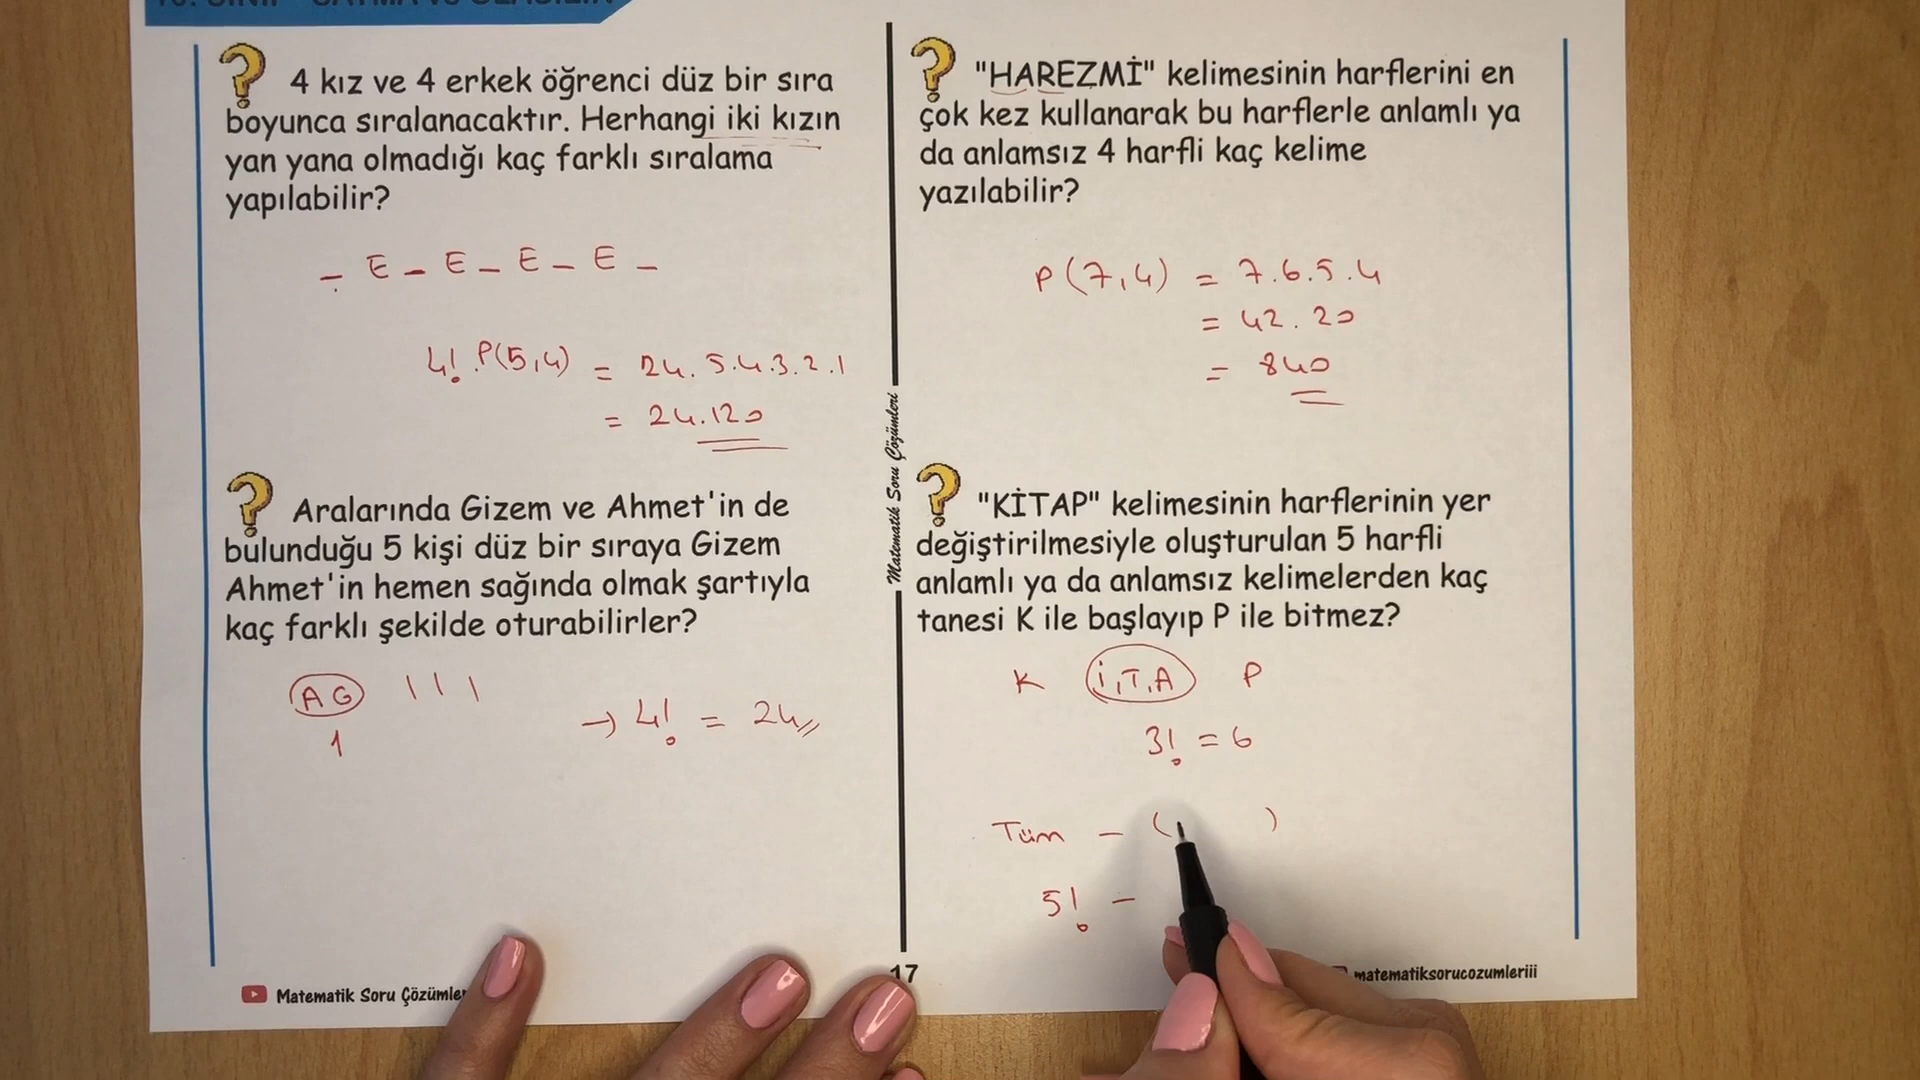 4 kız ve 4 erkek öğrenci düz bir sıra
boyunca sıralanacaktır. Herhangi iki kızın
yan yana olmadığı kaç farklı sıralama
yapılabilir?
_ E _ E _ E _ E _
4! . P(5,4) = 24. 5.4.3.2.1
= 24.120
Aralarında Gizem ve Ahmet'in de
bulunduğu 5 kişi düz bir sıraya Gizem
Ahmet'in hemen sağında olmak şartıyla
kaç farklı şekilde oturabilirler?
AG | | |
1
→ 4! = 24
Matematik Soru Çözümleri
"HAREZMİ" kelimesinin harflerini en
çok kez kullanarak bu harflerle anlamlı ya
da anlamsız 4 harfli kaç kelime
yazılabilir?
P(7,4) = 7.6.5.4
= 42.20
= 840
"KİTAP" kelimesinin harflerinin yer
değiştirilmesiyle oluşturulan 5 harfli
anlamlı ya da anlamsız kelimelerden kaç
tanesi K ile başlayıp P ile bitmez?
K İ,T,A P
3! = 6
Tüm - ( )
5! -
Matematik Soru
17
matematiksorucozumleriii